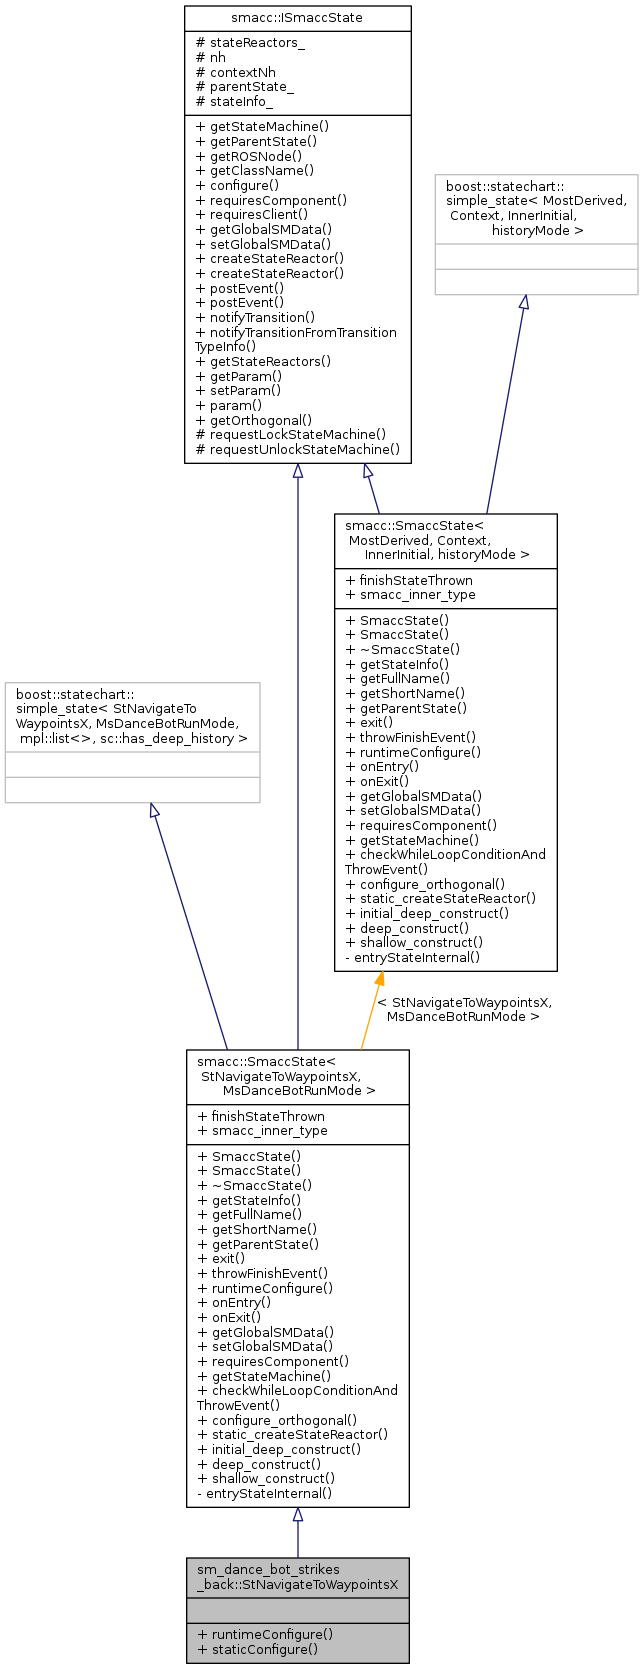 smacc::ISmaccState
# stateReactors_
# nh
# contextNh
# parentState_
# stateInfo_
+ getStateMachine()
+ getParentState()
+ getROSNode()
+ getClassName()
+ configure()
+ requiresComponent()
+ requiresClient()
+ getGlobalSMData()
+ setGlobalSMData()
+ createStateReactor()
+ createStateReactor()
+ postEvent()
+ postEvent()
+ notifyTransition()
+ notifyTransitionFromTransition
TypeInfo()
+ getStateReactors()
+ getParam()
+ setParam()
+ param()
+ getOrthogonal()
# requestLockStateMachine()
# requestUnlockStateMachine()
boost::statechart::
simple_state< MostDerived,
Context, InnerInitial,
historyMode >
smacc::SmaccState<
MostDerived, Context,
InnerInitial, historyMode >
+ finishStateThrown
+ smacc_inner_type
+ SmaccState()
+ SmaccState()
+ ~SmaccState()
+ getStateInfo()
+ getFullName()
+ getShortName()
+ getParentState()
+ exit()
+ throwFinishEvent()
+ runtimeConfigure()
+ onEntry()
+ onExit()
+ getGlobalSMData()
+ setGlobalSMData()
+ requiresComponent()
+ getStateMachine()
+ checkWhileLoopConditionAnd
ThrowEvent()
+ configure_orthogonal()
+ static_createStateReactor()
+ initial_deep_construct()
+ deep_construct()
+ shallow_construct()
- entryStateInternal()
boost::statechart::
simple_state< StNavigateTo
WaypointsX, MsDanceBotRunMode,
mpl::list<>, sc::has_deep_history >
< StNavigateToWaypointsX,
MsDanceBotRunMode >
smacc::SmaccState<
StNavigateToWaypointsX,
MsDanceBotRunMode >
+ finishStateThrown
+ smacc_inner_type
+ SmaccState()
+ SmaccState()
+ ~SmaccState()
+ getStateInfo()
+ getFullName()
+ getShortName()
+ getParentState()
+ exit()
+ throwFinishEvent()
+ runtimeConfigure()
+ onEntry()
+ onExit()
+ getGlobalSMData()
+ setGlobalSMData()
+ requiresComponent()
+ getStateMachine()
+ checkWhileLoopConditionAnd
ThrowEvent()
+ configure_orthogonal()
+ static_createStateReactor()
+ initial_deep_construct()
+ deep_construct()
+ shallow_construct()
- entryStateInternal()
sm_dance_bot_strikes
_back::StNavigateToWaypointsX
+ runtimeConfigure()
+ staticConfigure()